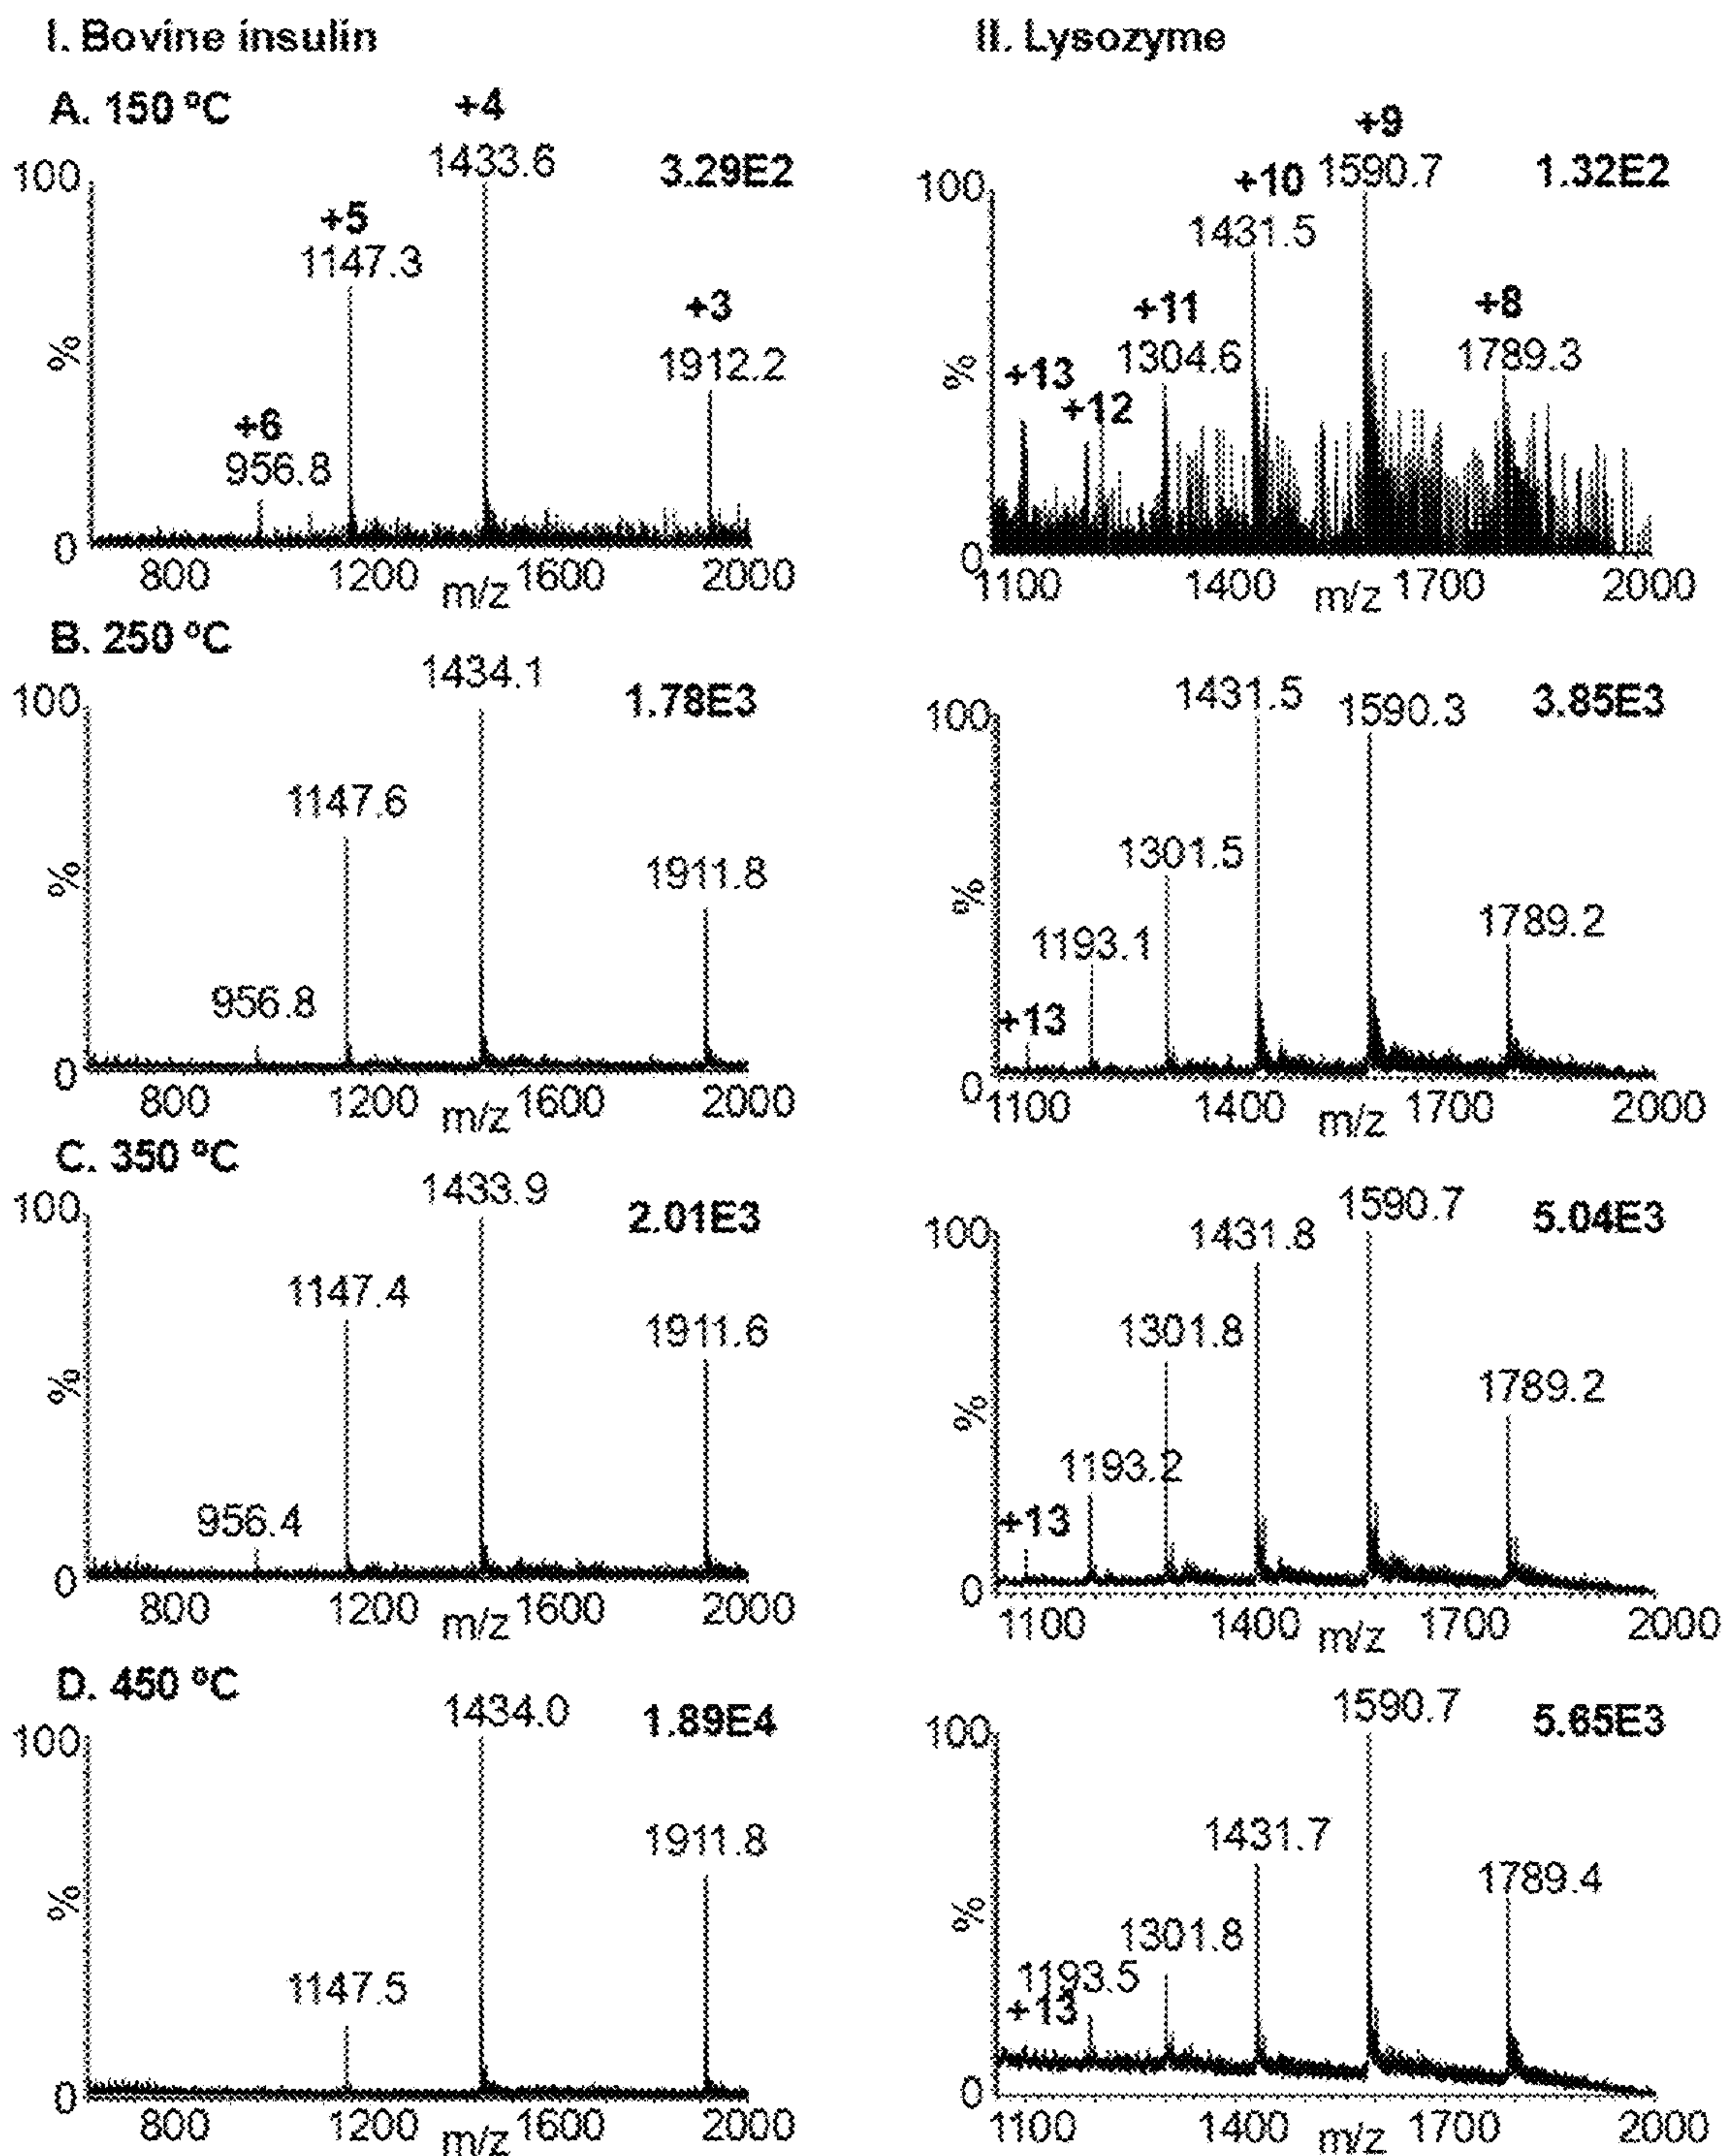 I. Bovine insulin
II. Lysozyme
A. 150 ºC
+4
1433.6
3.29E2
+5
1147.3
+3
1912.2
+6
956.8
100
%
0
800 1200 1600 2000
m/z
+9
1590.7
1.32E2
+10
1431.5
+11
1304.6
+8
1789.3
+13
+12
100
%
0
1100 1400 1700 2000
m/z
B. 250 ºC
1434.1
1.78E3
1147.6
1911.8
956.8
100
%
0
800 1200 1600 2000
m/z
1431.5
1590.3
3.85E3
1301.5
1193.1
1789.2
+13
100
%
0
1100 1400 1700 2000
m/z
C. 350 ºC
1433.9
2.01E3
1147.4
1911.6
956.4
100
%
0
800 1200 1600 2000
m/z
1590.7
5.04E3
1431.8
1301.8
1789.2
1193.2
+13
100
%
0
1100 1400 1700 2000
m/z
D. 450 ºC
1434.0
1.89E4
1911.8
1147.5
100
%
0
800 1200 1600 2000
m/z
1590.7
5.65E3
1431.7
1789.4
1301.8
1193.5
+13
100
%
0
1100 1400 1700 2000
m/z